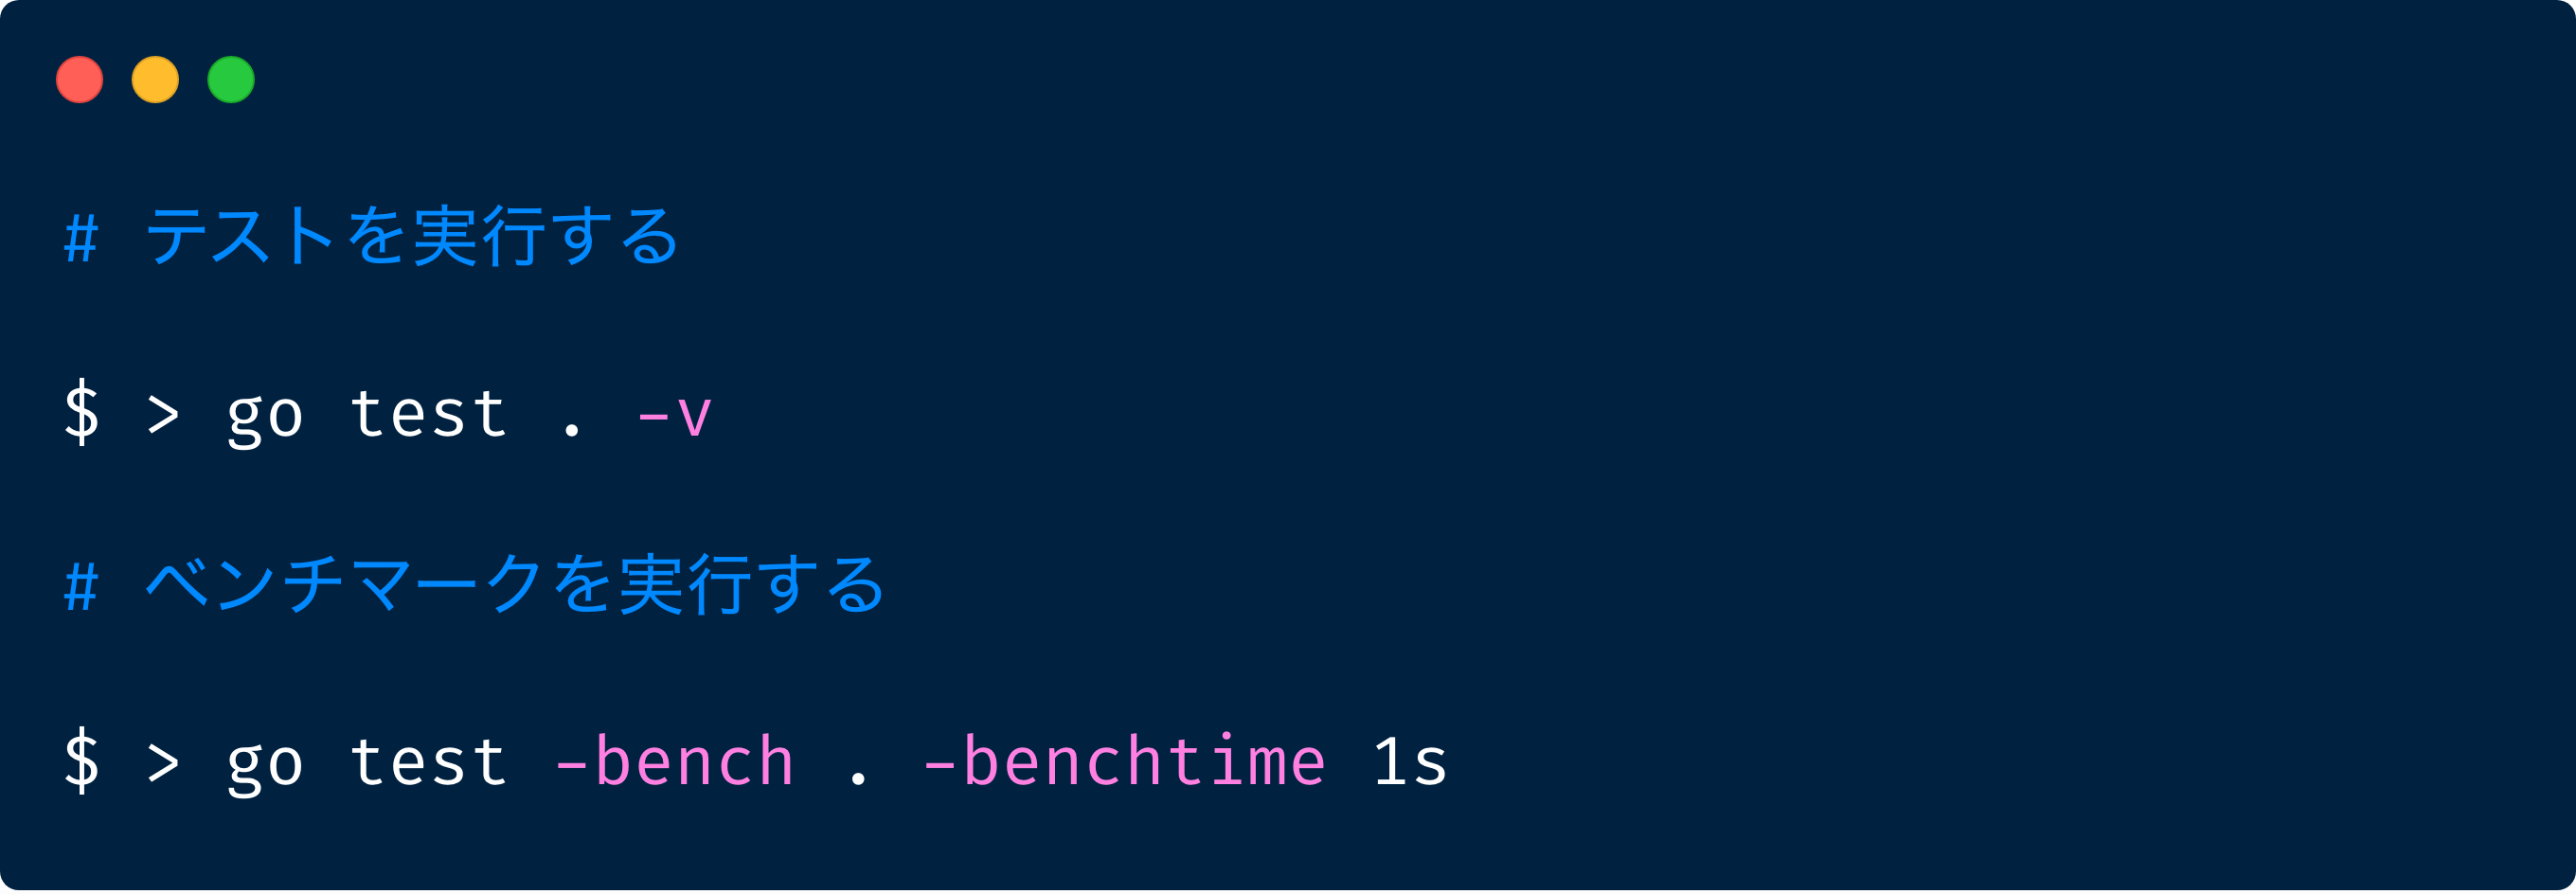 # テストを実行する
$ > go test . -v
# ベンチマークを実行する
$ > go test -bench . -benchtime 1s